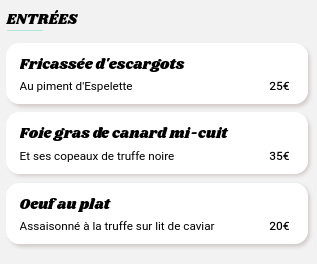 ENTRÉES
Fricassée d'escargots
Au piment d'Espelette 25€
Foie gras de canard mi-cuit
Et ses copeaux de truffe noire 35€
Oeuf au plat
Assaisonné à la truffe sur lit de caviar 20€